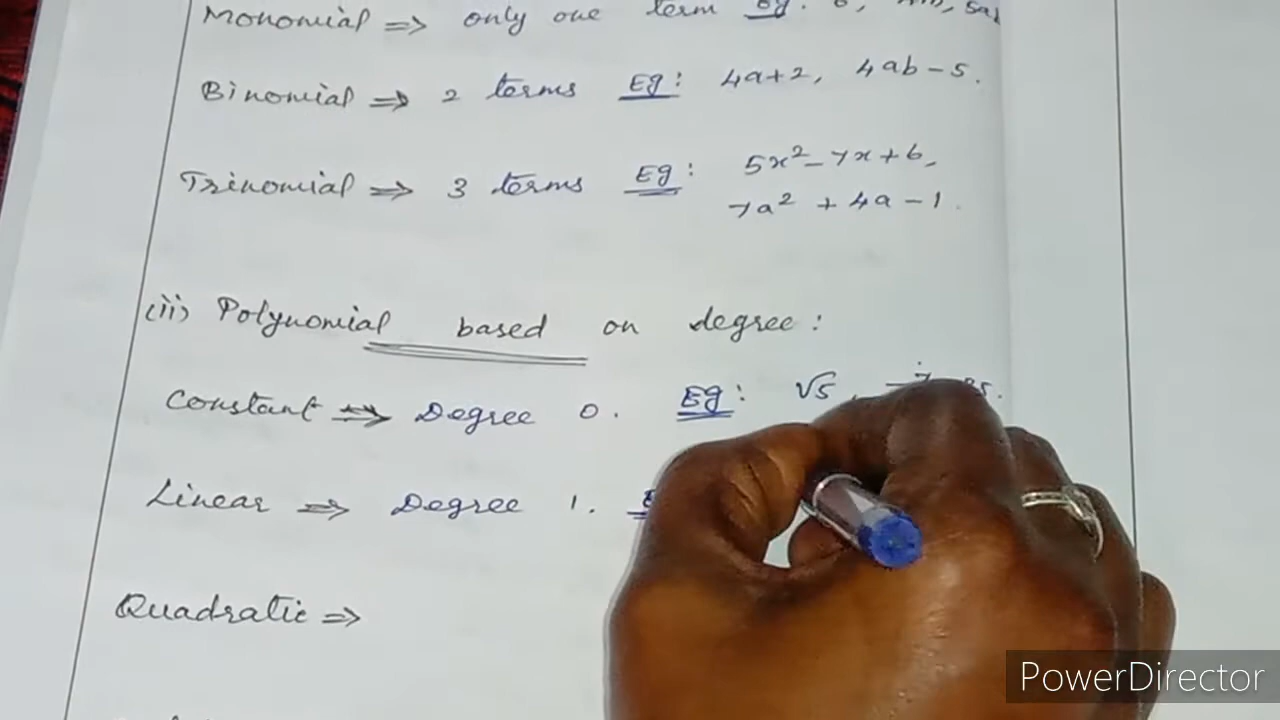 Monomial ⇒ only one term Eg:
Binomial ⇒ 2 terms Eg: 4a+2, 4ab-5.
Trinomial ⇒ 3 terms Eg: 5x²-7x+6,
7a² + 4a - 1.
(ii) Polynomial based on degree:
Constant ⇒ Degree 0. Eg: √5,
Linear ⇒ Degree 1.
Quadratic ⇒
PowerDirector